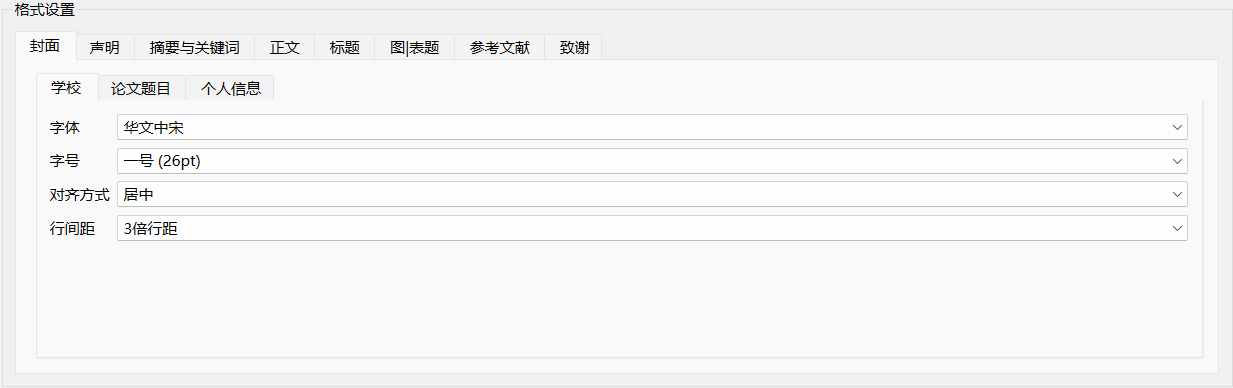 格式设置
封面 声明 摘要与关键词 正文 标题 图|表题 参考文献 致谢
学校 论文题目 个人信息
字体 华文中宋
字号 一号 (26pt)
对齐方式 居中
行间距 3倍行距